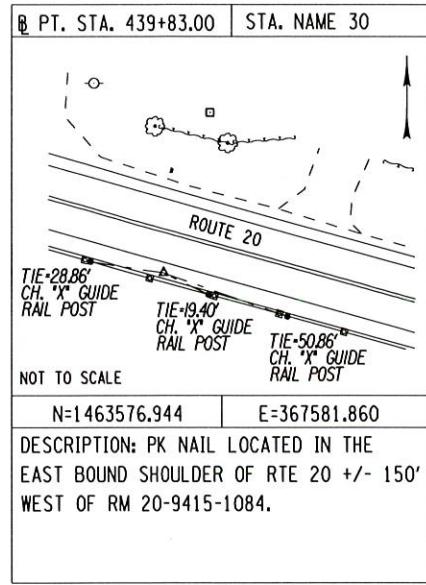 ℄ PT. STA. 439+83.00
STA. NAME 30
ROUTE 20
TIE=28.86'
CH. "X" GUIDE
RAIL POST
TIE=19.40'
CH. "X" GUIDE
RAIL POST
TIE=50.86'
CH. "X" GUIDE
RAIL POST
NOT TO SCALE
N=1463576.944
E=367581.860
DESCRIPTION: PK NAIL LOCATED IN THE
EAST BOUND SHOULDER OF RTE 20 +/- 150'
WEST OF RM 20-9415-1084.